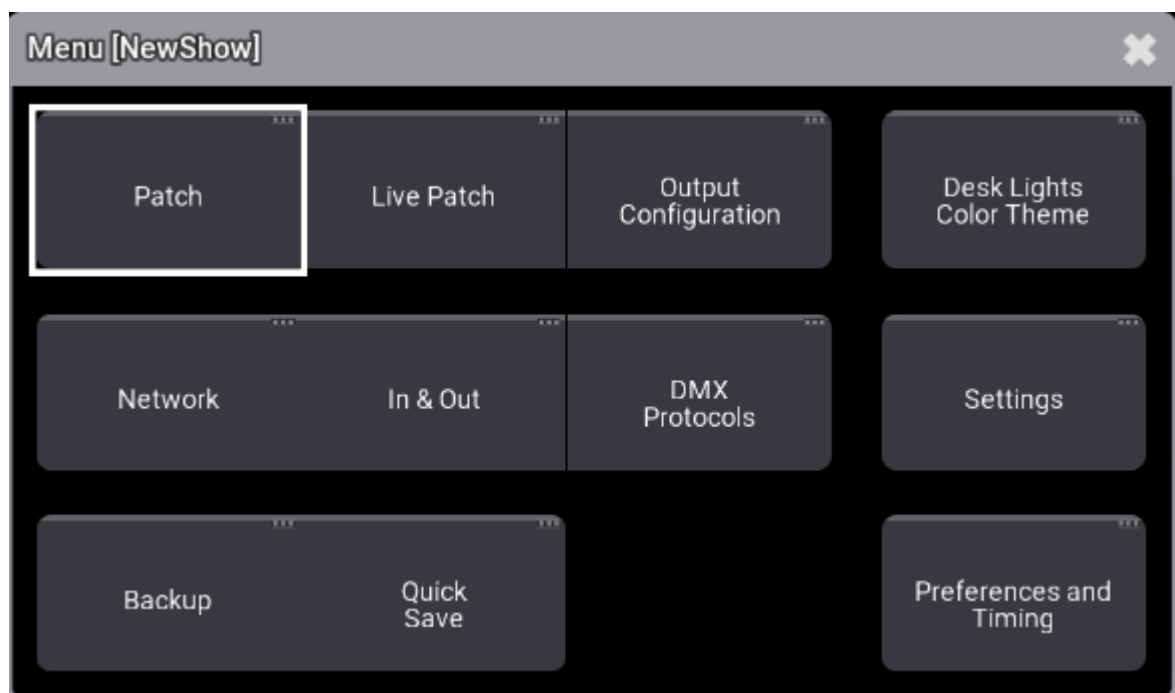 Menu [NewShow]
Patch
Live Patch
Output
Configuration
Desk Lights
Color Theme
Network
In & Out
DMX
Protocols
Settings
Backup
Quick
Save
Preferences and
Timing